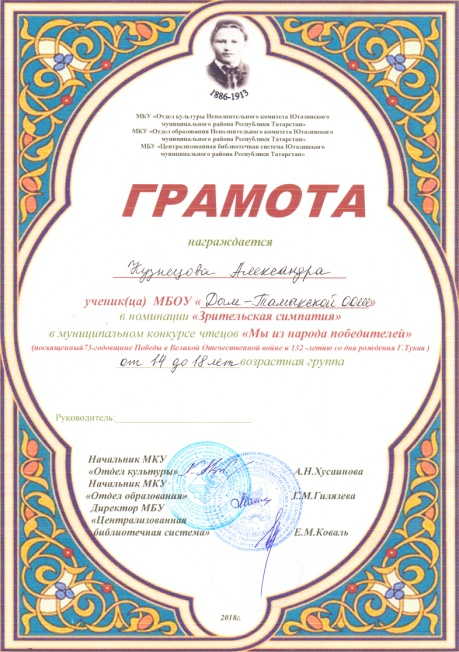 1886-1913
МКУ «Отдел культуры Исполнительного комитета Ютазинского
муниципального района Республики Татарстан»
МКУ «Отдел образования Исполнительного комитета Ютазинского
муниципального района Республики Татарстан»
МБУ «Централизованная библиотечная система Ютазинского
муниципального района Республики Татарстан»
ГРАМОТА
награждается
Кузнецова Александра
ученик(ца) МБОУ «Дым-Тамакской ООШ»
в номинации «Зрительская симпатия»
в муниципальном конкурсе чтецов «Мы из народа победителей»
(посвященный 73-годовщине Победы в Великой Отечественной войне и 132 -летию со дня рождения Г.Тукая )
от 14 до 18 лет возрастная группа
Руководитель:
Начальник МКУ
«Отдел культуры» А.Н.Хусаинова
Начальник МКУ
«Отдел образования» Г.М.Гилязева
Директор МБУ
«Централизованная
библиотечная система» Е.М.Коваль
2018г.